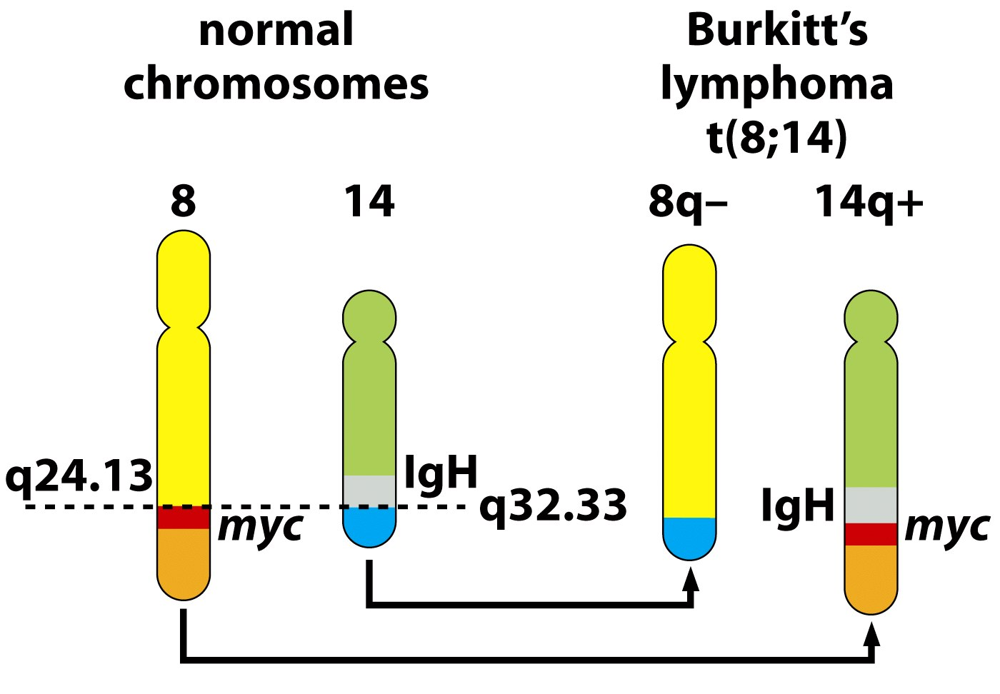 normal
chromosomes
Burkitt’s
lymphoma
t(8;14)
8
14
8q–
14q+
q24.13
IgH
myc
q32.33
IgH
myc